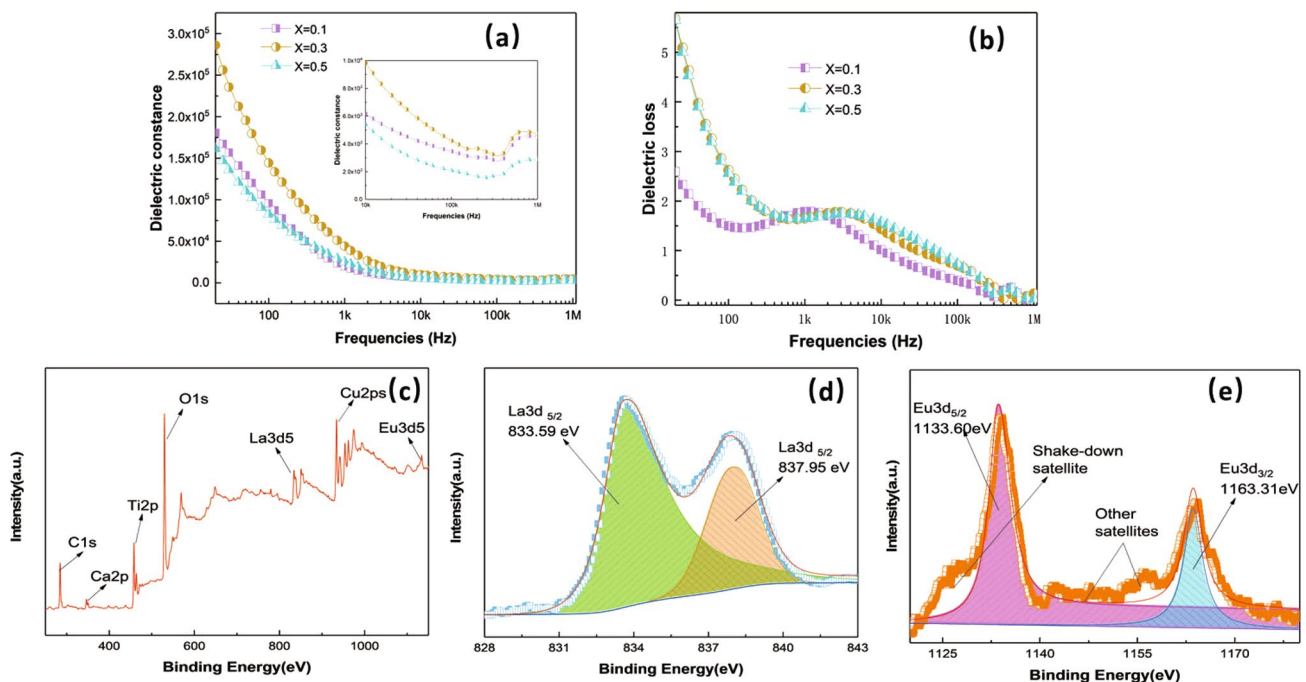 (a)
X=0.1
X=0.3
X=0.5
3.0x10⁵
2.5x10⁵
2.0x10⁵
1.5x10⁵
1.0x10⁵
5.0x10⁴
0.0
Dielectric constance
100
1k
10k
100k
1M
Frequencies (Hz)
Dielectric constance
10k
100k
1M
Frequencies (Hz)
(b)
X=0.1
X=0.3
X=0.5
5
4
3
2
1
0
Dielectric loss
100
1k
10k
100k
1M
Frequencies (Hz)
(c)
C1s
Ca2p
Ti2p
O1s
La3d5
Cu2ps
Eu3d5
Intensity(a.u.)
400
600
800
1000
Binding Energy(eV)
(d)
La3d 5/2
833.59 eV
La3d 5/2
837.95 eV
Intensity(a.u.)
828
831
834
837
840
843
Binding Energy(eV)
(e)
Eu3d5/2
1133.60eV
Shake-down
satellite
Other
satellites
Eu3d3/2
1163.31eV
Intensity(a.u.)
1125
1140
1155
1170
Binding Energy(eV)